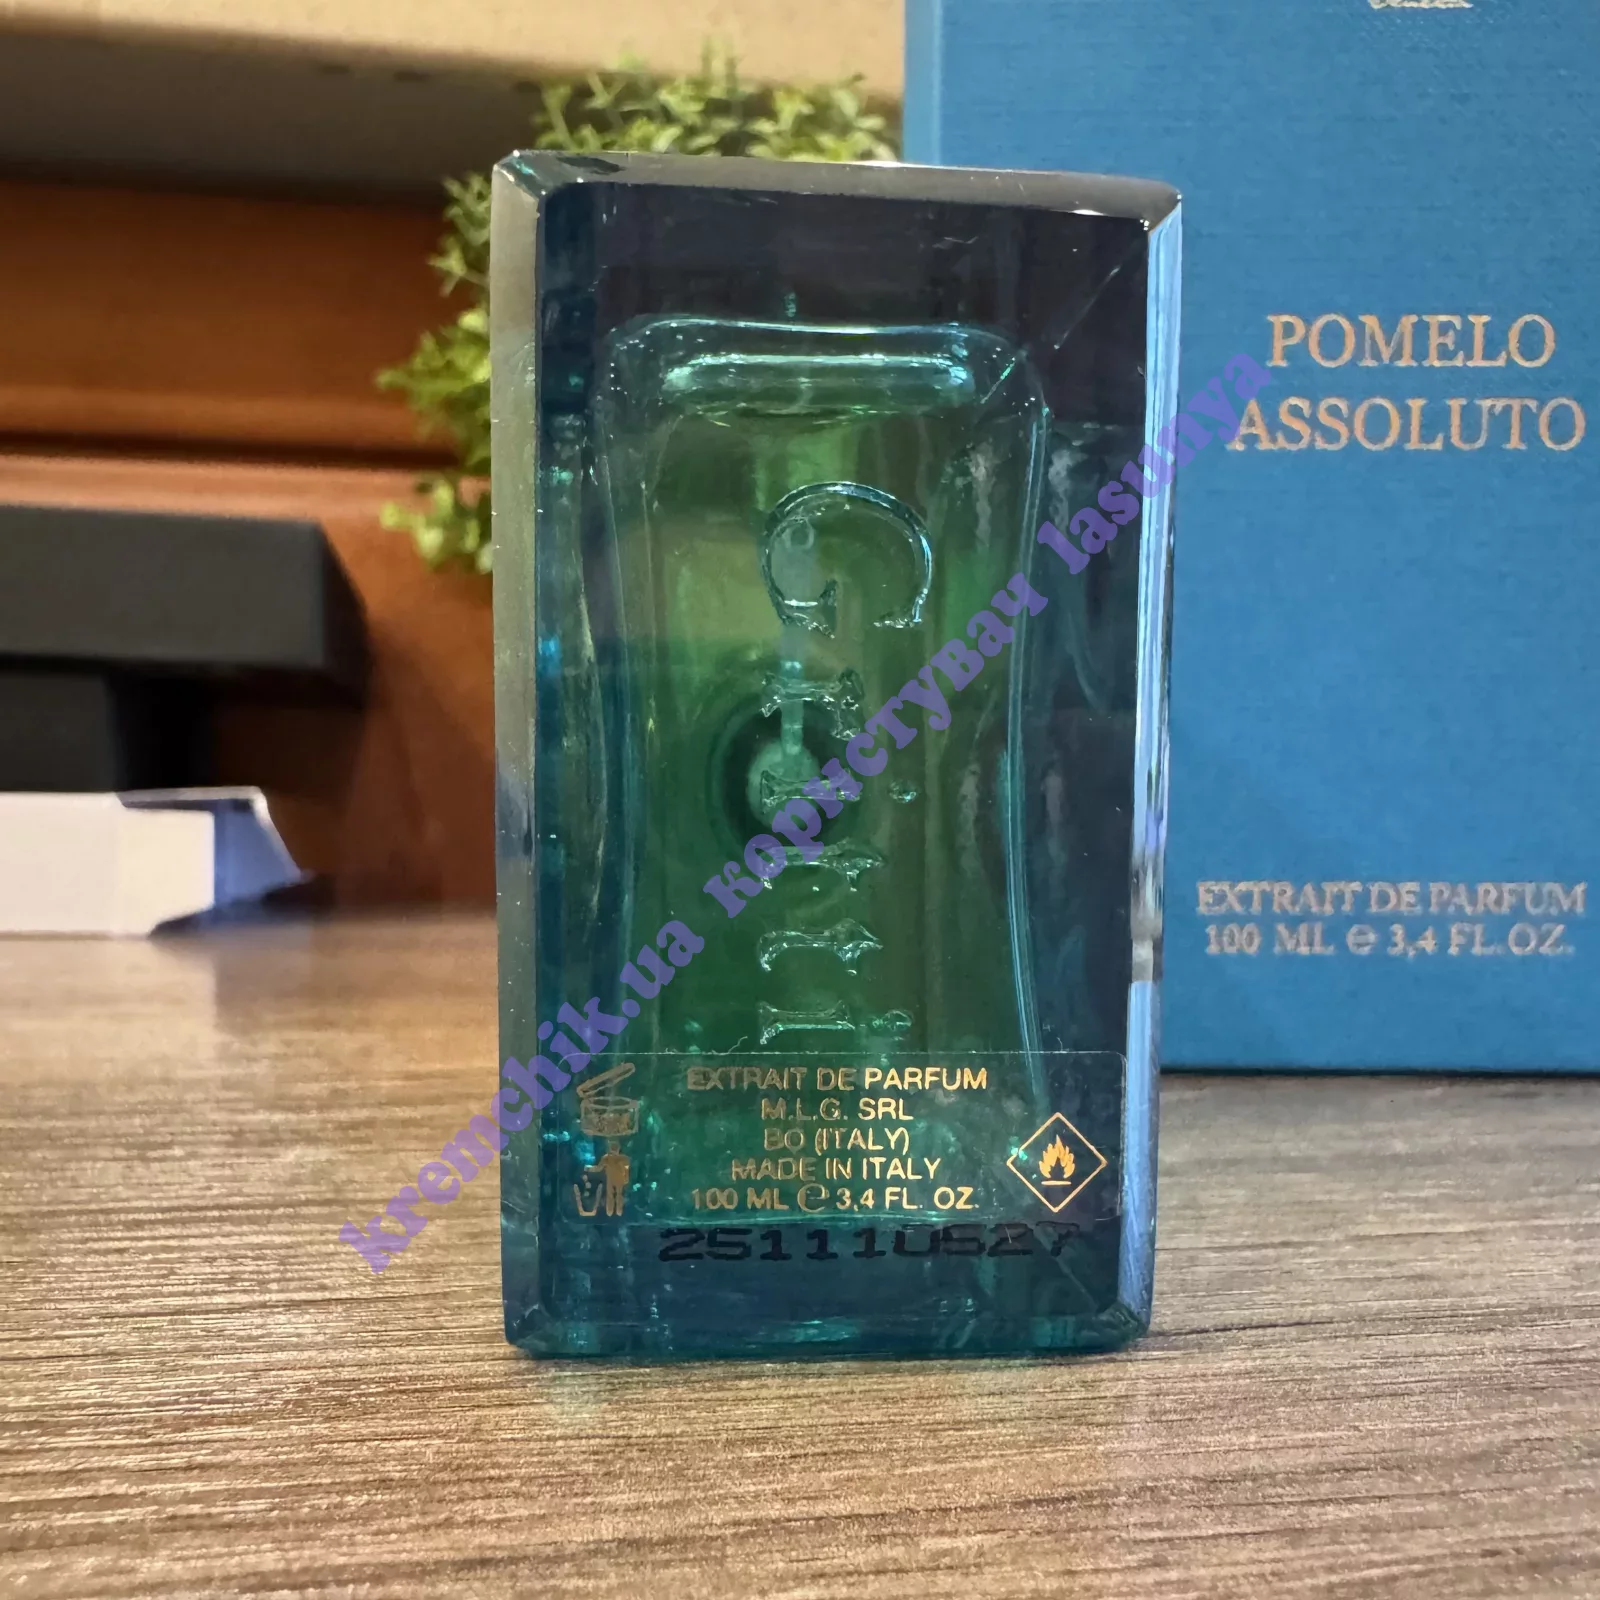 POMELO
ASSOLUTO
EXTRAIT DE PARFUM
100 ML e 3,4 FL. OZ.
EXTRAIT DE PARFUM
M.L.G. SRL
BO (ITALY)
MADE IN ITALY
100 ML e 3,4 FL. OZ.
2511110527
kremchik.ua користувач lasunya